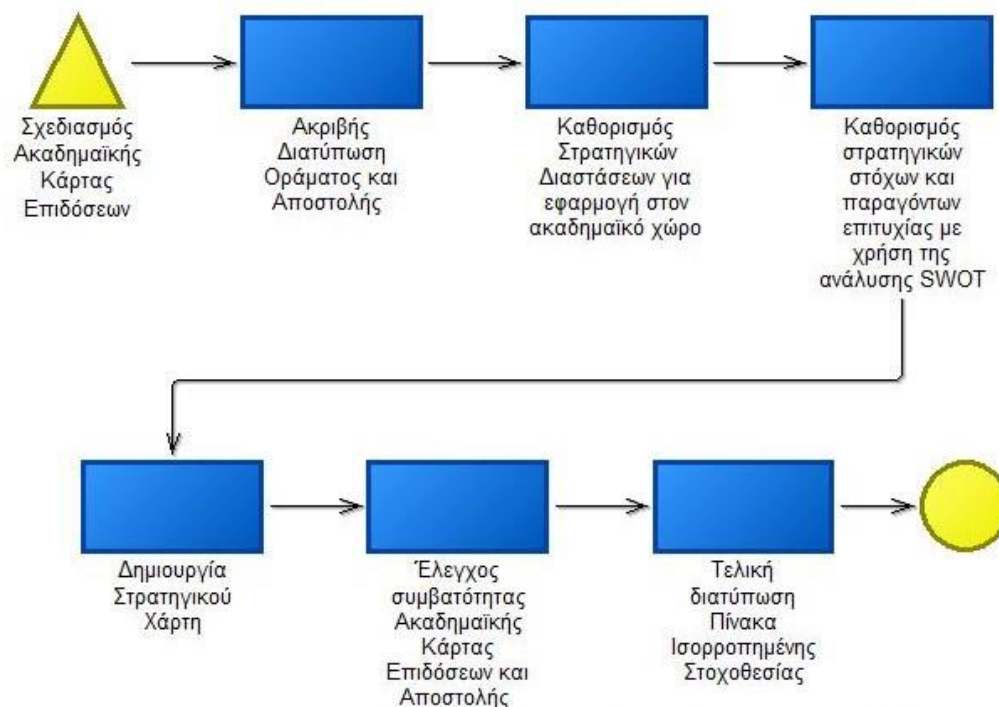 Σχεδιασμός
Ακαδημαϊκής
Κάρτας
Επιδόσεων
Ακριβής
Διατύπωση
Οράματος και
Αποστολής
Καθορισμός
Στρατηγικών
Διαστάσεων για
εφαρμογή στον
ακαδημαϊκό χώρο
Καθορισμός
στρατηγικών
στόχων και
παραγόντων
επιτυχίας με
χρήση της
ανάλυσης SWOT
Δημιουργία
Στρατηγικού
Χάρτη
Έλεγχος
συμβατότητας
Ακαδημαϊκής
Κάρτας
Επιδόσεων και
Αποστολής
Τελική
διατύπωση
Πίνακα
Ισορροπημένης
Στοχοθεσίας